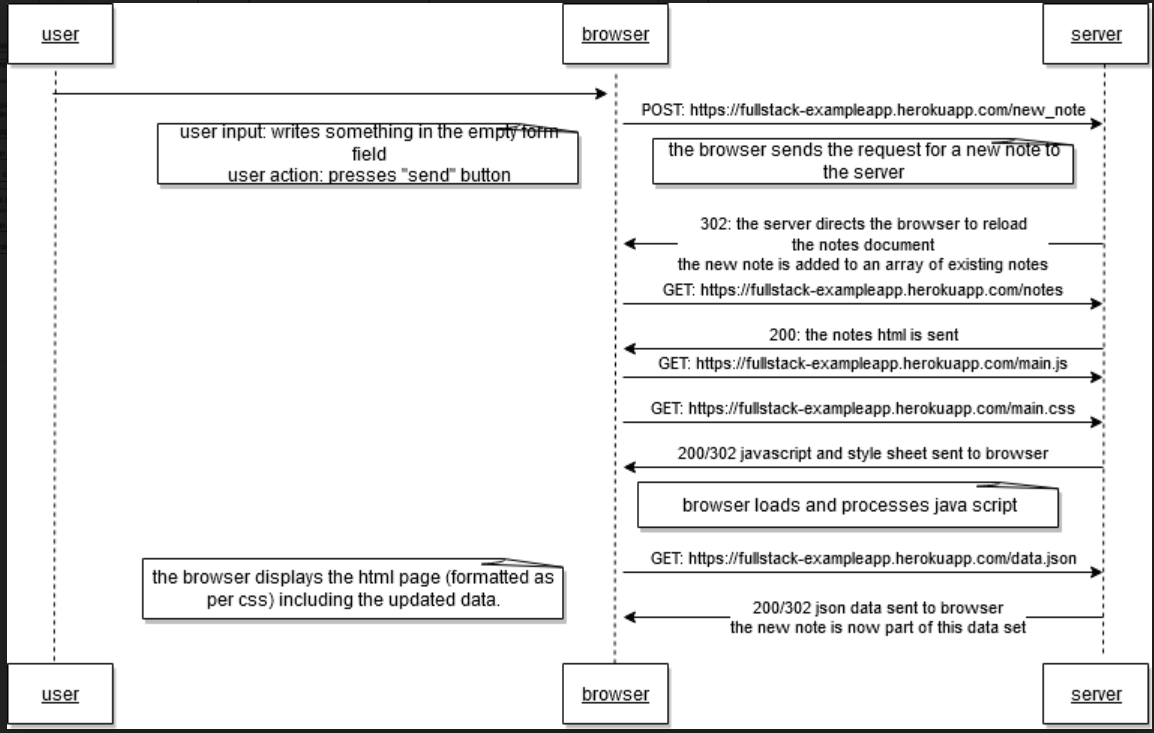 user
browser
server
POST: https://fullstack-exampleapp.herokuapp.com/new_note
user input: writes something in the empty form
field
user action: presses "send" button
the browser sends the request for a new note to
the server
302: the server directs the browser to reload
the notes document
the new note is added to an array of existing notes
GET: https://fullstack-exampleapp.herokuapp.com/notes
200: the notes html is sent
GET: https://fullstack-exampleapp.herokuapp.com/main.js
GET: https://fullstack-exampleapp.herokuapp.com/main.css
200/302 javascript and style sheet sent to browser
browser loads and processes java script
GET: https://fullstack-exampleapp.herokuapp.com/data.json
the browser displays the html page (formatted as
per css) including the updated data.
200/302 json data sent to browser
the new note is now part of this data set
user
browser
server